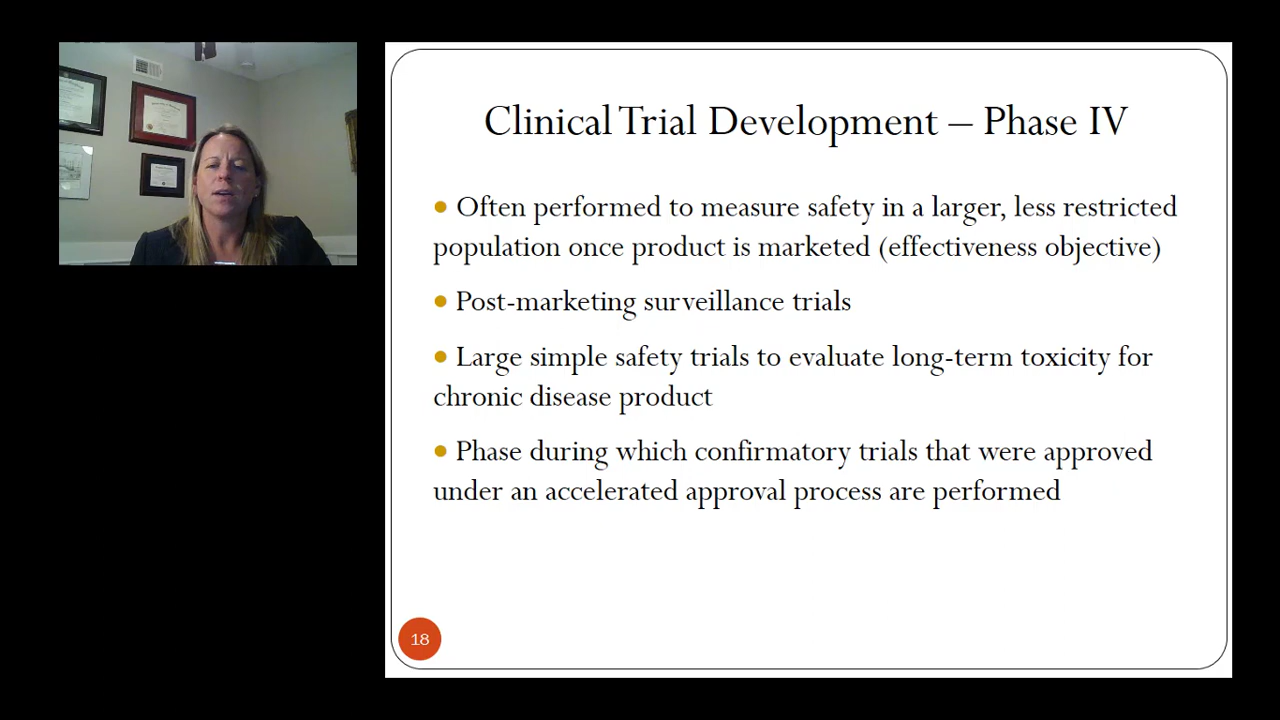 Clinical Trial Development – Phase IV
• Often performed to measure safety in a larger, less restricted
population once product is marketed (effectiveness objective)
• Post-marketing surveillance trials
• Large simple safety trials to evaluate long-term toxicity for
chronic disease product
• Phase during which confirmatory trials that were approved
under an accelerated approval process are performed
18